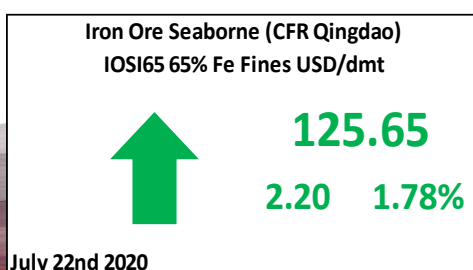 Iron Ore Seaborne (CFR Qingdao)
IOSI65 65% Fe Fines USD/dmt
125.65
2.20 1.78%
July 22nd 2020